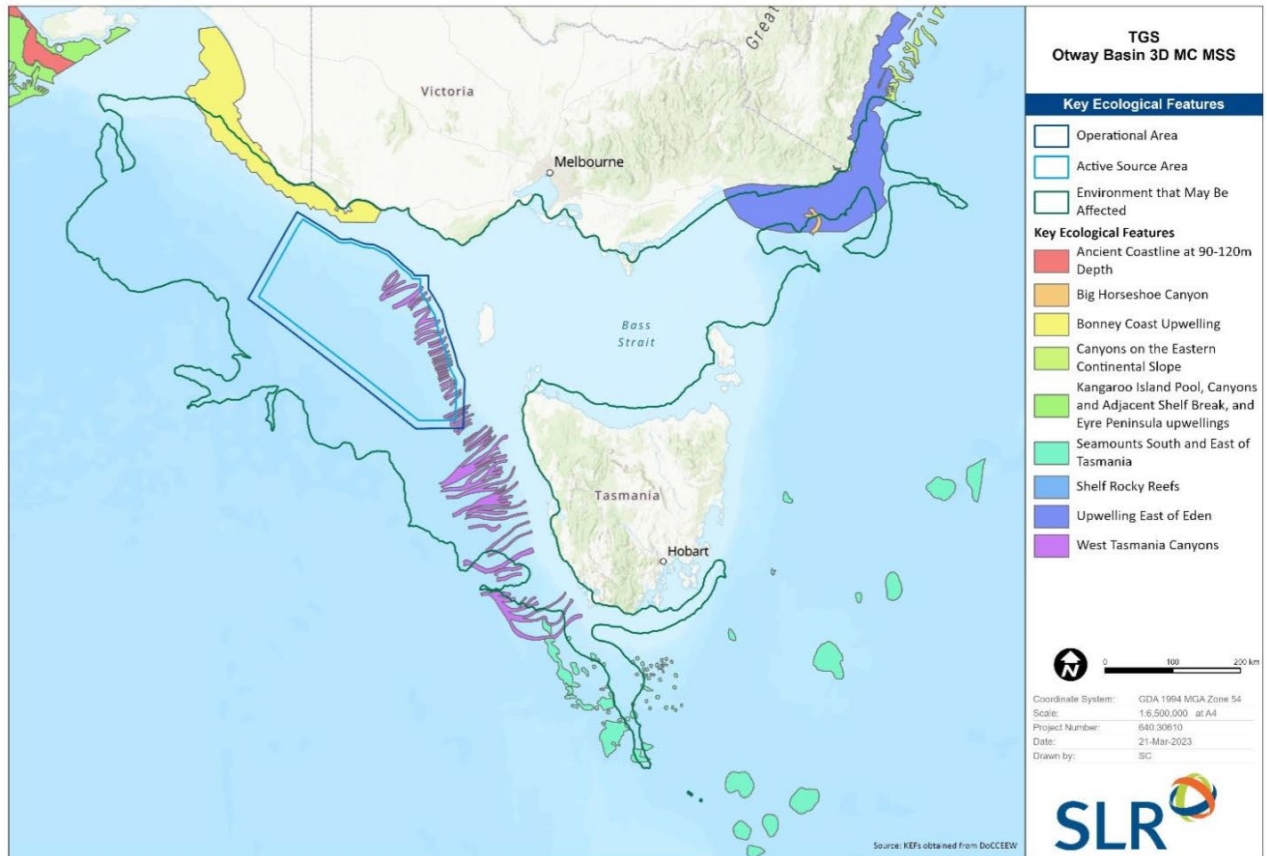 TGS
Otway Basin 3D MC MSS
Key Ecological Features
Operational Area
Active Source Area
Environment that May Be
Affected
Key Ecological Features
Ancient Coastline at 90-120m
Depth
Big Horseshoe Canyon
Bonney Coast Upwelling
Canyons on the Eastern
Continental Slope
Kangaroo Island Pool, Canyons
and Adjacent Shelf Break, and
Eyre Peninsula upwellings
Seamounts South and East of
Tasmania
Shelf Rocky Reefs
Upwelling East of Eden
West Tasmania Canyons
N
0 100 200 km
Coordinate System: GDA 1994 MGA Zone 54
Scale: 1:6,500,000 at A4
Project Number: 640.30610
Date: 21-Mar-2023
Drawn by: SC
SLR
Great
Victoria
Melbourne
Bass
Strait
Tasmania
Hobart
Source: KEFs obtained from DoCCEEW